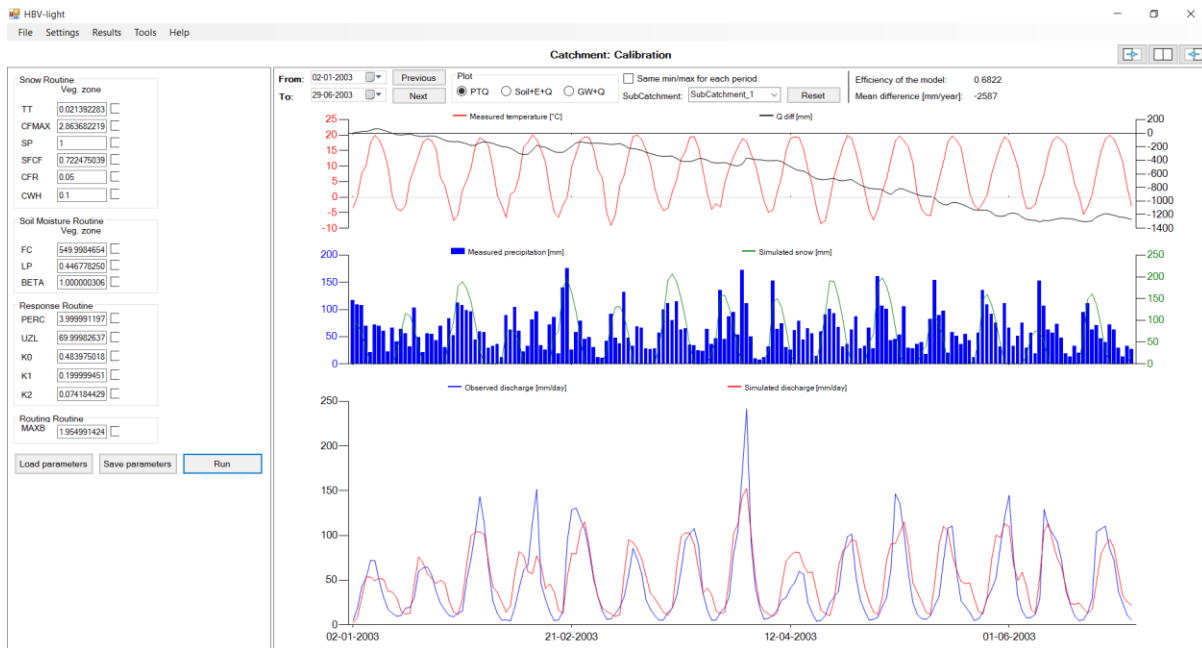 HBV-light
File Settings Results Tools Help
Catchment: Calibration
Snow Routine
Veg. zone
TT 0.021392283
CFMAX 2.863682219
SP 1
SFCF 0.722475039
CFR 0.05
CWH 0.1
Soil Moisture Routine
Veg. zone
FC 549.9984654
LP 0.446778250
BETA 1.000000306
Response Routine
PERC 3.999991197
UZL 69.99982637
K0 0.483975018
K1 0.199999451
K2 0.074184429
Routing Routine
MAXB 1.954991424
Load parameters Save parameters Run
From: 02-01-2003 Previous
To: 29-06-2003 Next
Plot
PTQ Soil+E+Q GW+Q
Same min/max for each period
SubCatchment: SubCatchment_1 Reset
Efficiency of the model: 0.6822
Mean difference [mm/year]: -2587
Measured temperature [°C] Q diff [mm]
25 200
20 0
15 -200
10 -400
5 -600
0 -800
-5 -1000
-10 -1200
-1400
Measured precipitation [mm] Simulated snow [mm]
200 250
150 200
100 150
50 100
0 50
0
Observed discharge [mm/day] Simulated discharge [mm/day]
250
200
150
100
50
0
02-01-2003 21-02-2003 12-04-2003 01-06-2003